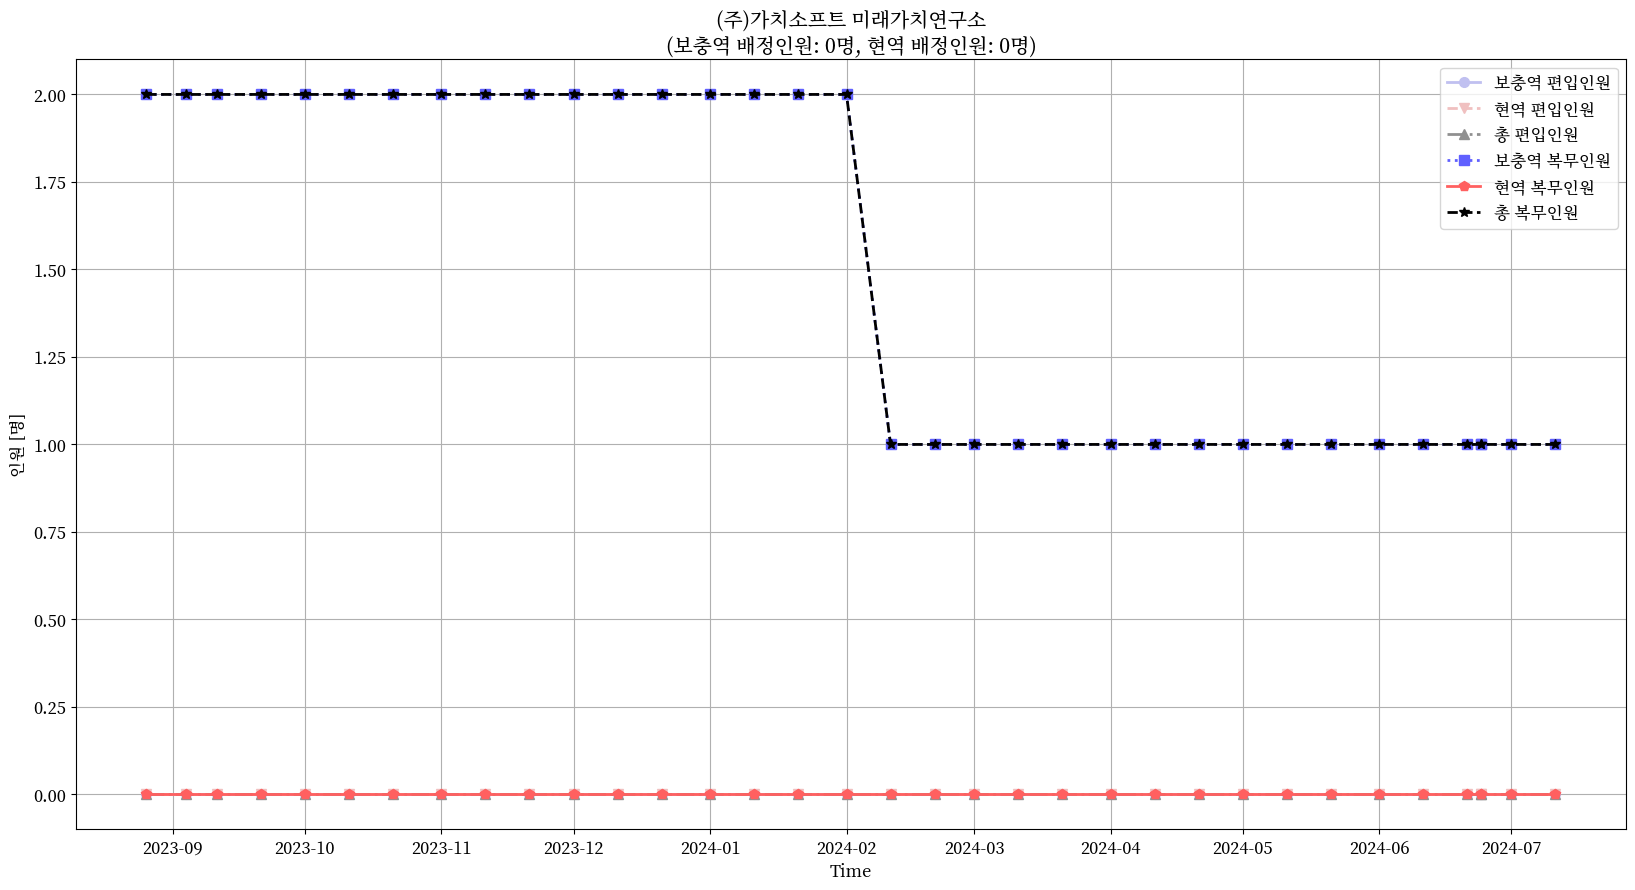 (주)가치소프트 미래가치연구소
(보충역 배정인원: 0명, 현역 배정인원: 0명)
보충역 편입인원
현역 편입인원
총 편입인원
보충역 복무인원
현역 복무인원
총 복무인원
인원 [명]
2.00
1.75
1.50
1.25
1.00
0.75
0.50
0.25
0.00
2023-09 2023-10 2023-11 2023-12 2024-01 2024-02 2024-03 2024-04 2024-05 2024-06 2024-07
Time